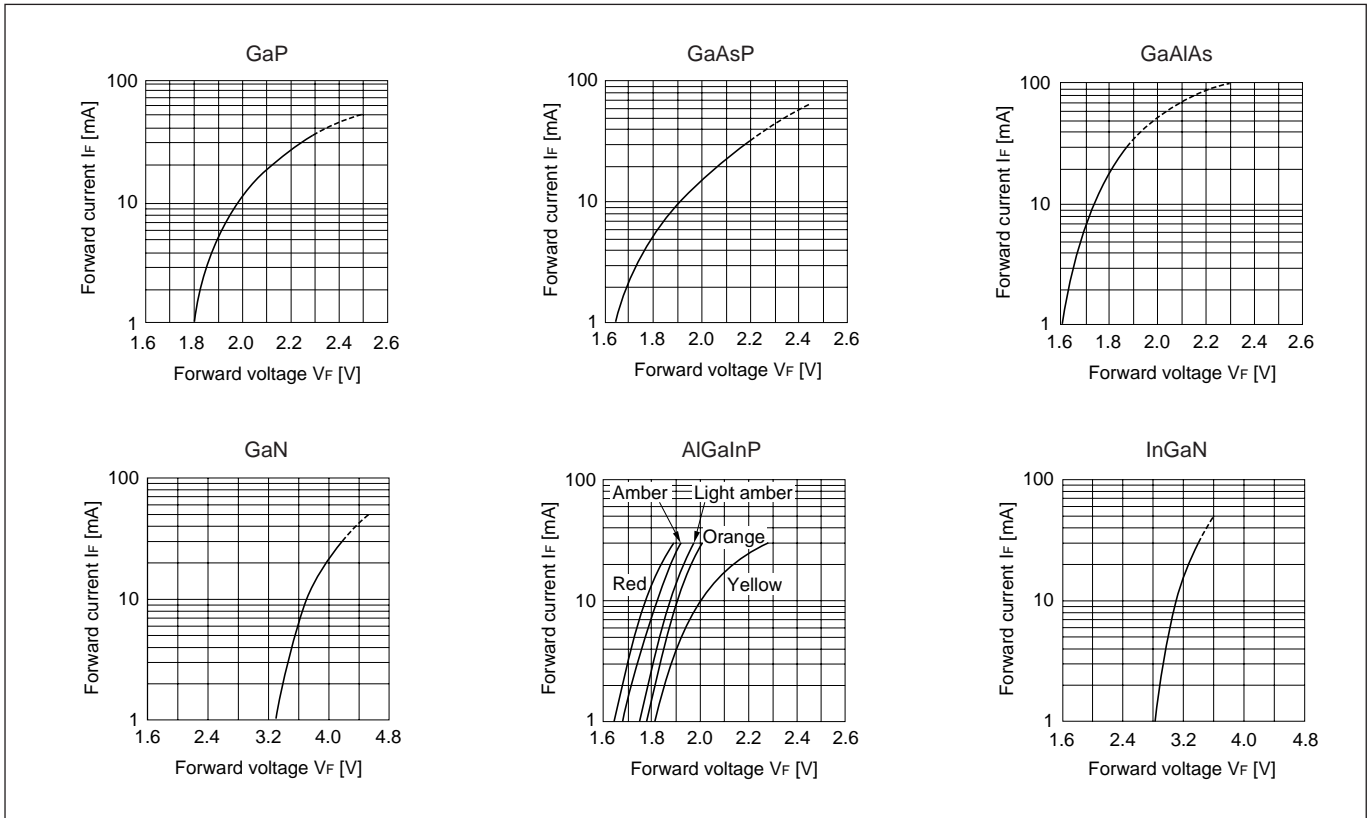 GaP
100
10
1
1.6 1.8 2.0 2.2 2.4 2.6
Forward current IF [mA]
Forward voltage VF [V]
GaAsP
100
10
1
1.6 1.8 2.0 2.2 2.4 2.6
Forward current IF [mA]
Forward voltage VF [V]
GaAlAs
100
10
1
1.6 1.8 2.0 2.2 2.4 2.6
Forward current IF [mA]
Forward voltage VF [V]
GaN
100
10
1
1.6 2.4 3.2 4.0 4.8
Forward current IF [mA]
Forward voltage VF [V]
AlGaInP
100
10
1
Amber Light amber
Orange
Red Yellow
1.6 1.8 2.0 2.2 2.4 2.6
Forward current IF [mA]
Forward voltage VF [V]
InGaN
100
10
1
1.6 2.4 3.2 4.0 4.8
Forward current IF [mA]
Forward voltage VF [V]